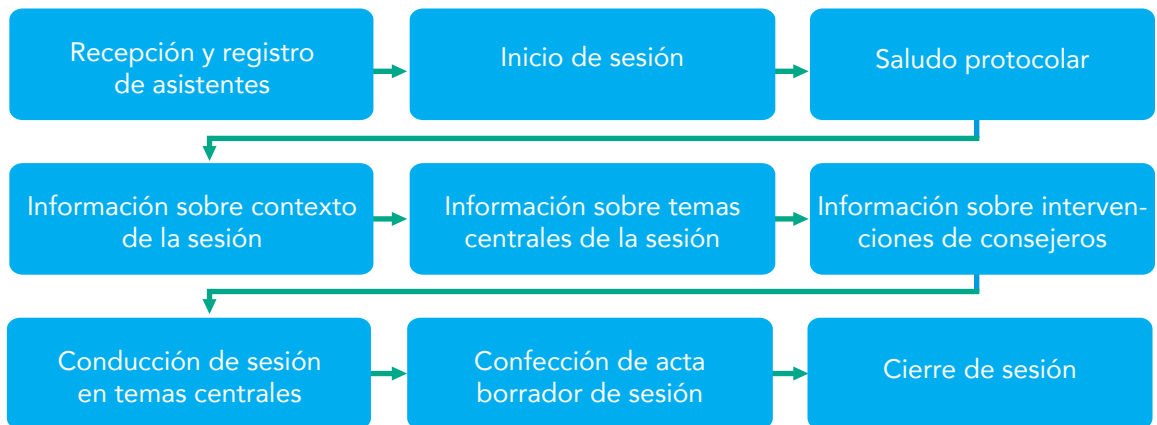 Recepción y registro
de asistentes
Inicio de sesión
Saludo protocolar
Información sobre contexto
de la sesión
Información sobre temas
centrales de la sesión
Información sobre interven-
ciones de consejeros
Conducción de sesión
en temas centrales
Confección de acta
borrador de sesión
Cierre de sesión